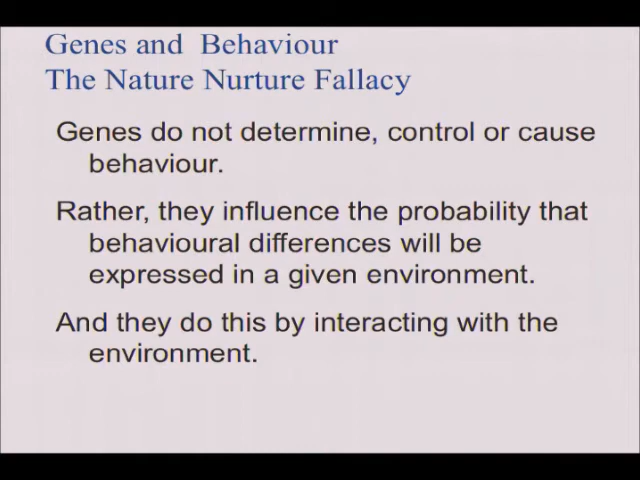 Genes and Behaviour
The Nature Nurture Fallacy
Genes do not determine, control or cause
behaviour.
Rather, they influence the probability that
behavioural differences will be
expressed in a given environment.
And they do this by interacting with the
environment.